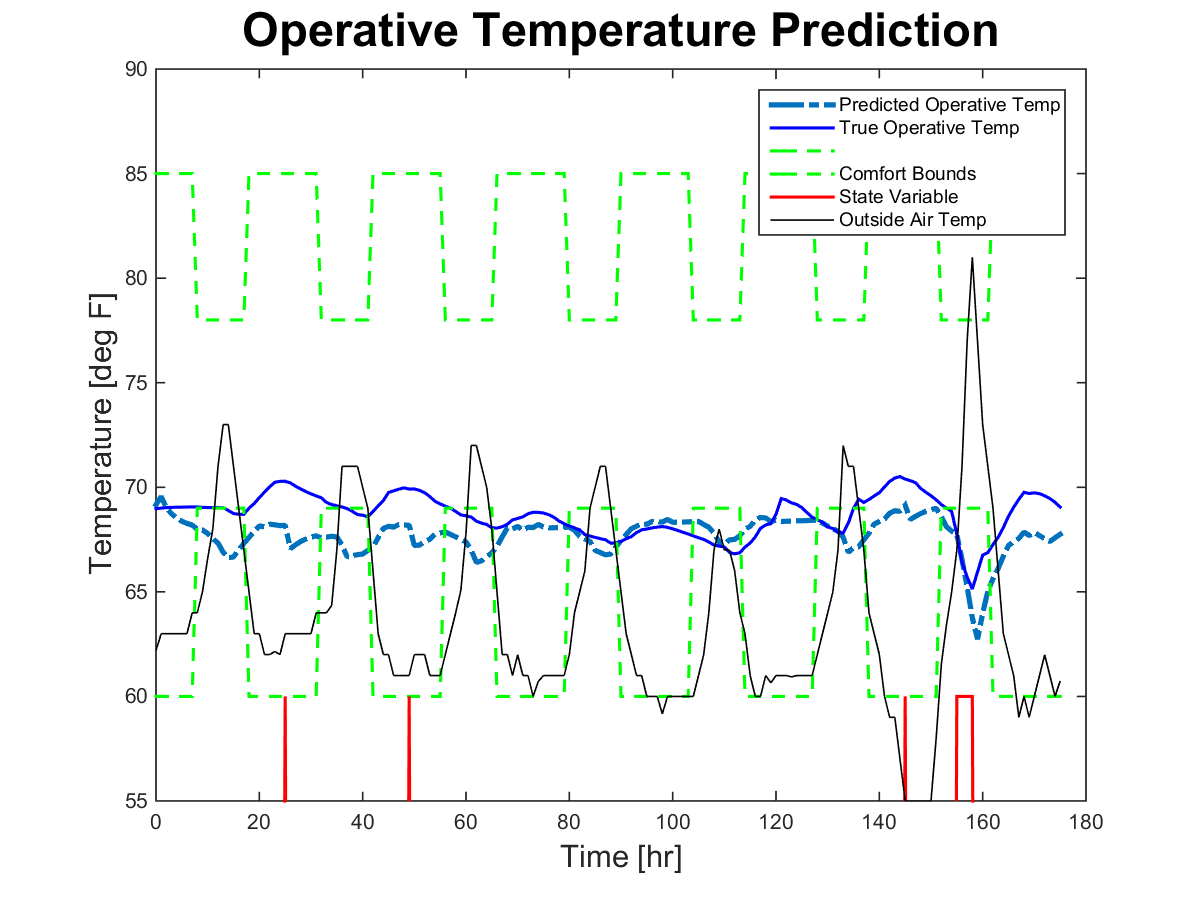 Operative Temperature Prediction
90
85
80
75
70
65
60
55
Temperature [deg F]
Predicted Operative Temp
True Operative Temp
Comfort Bounds
State Variable
Outside Air Temp
0 20 40 60 80 100 120 140 160 180
Time [hr]